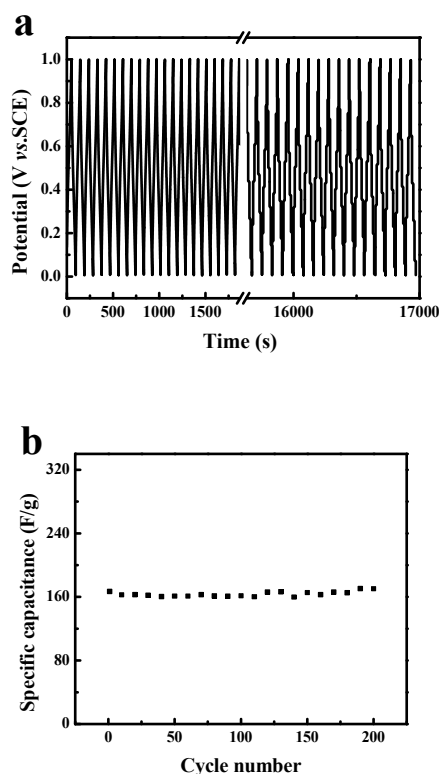 a
1.0
0.8
0.6
0.4
0.2
0.0
Potential (V vs.SCE)
0 500 1000 1500 16000 17000
Time (s)
b
320
240
160
80
0
Specific capacitance (F/g)
0 50 100 150 200
Cycle number